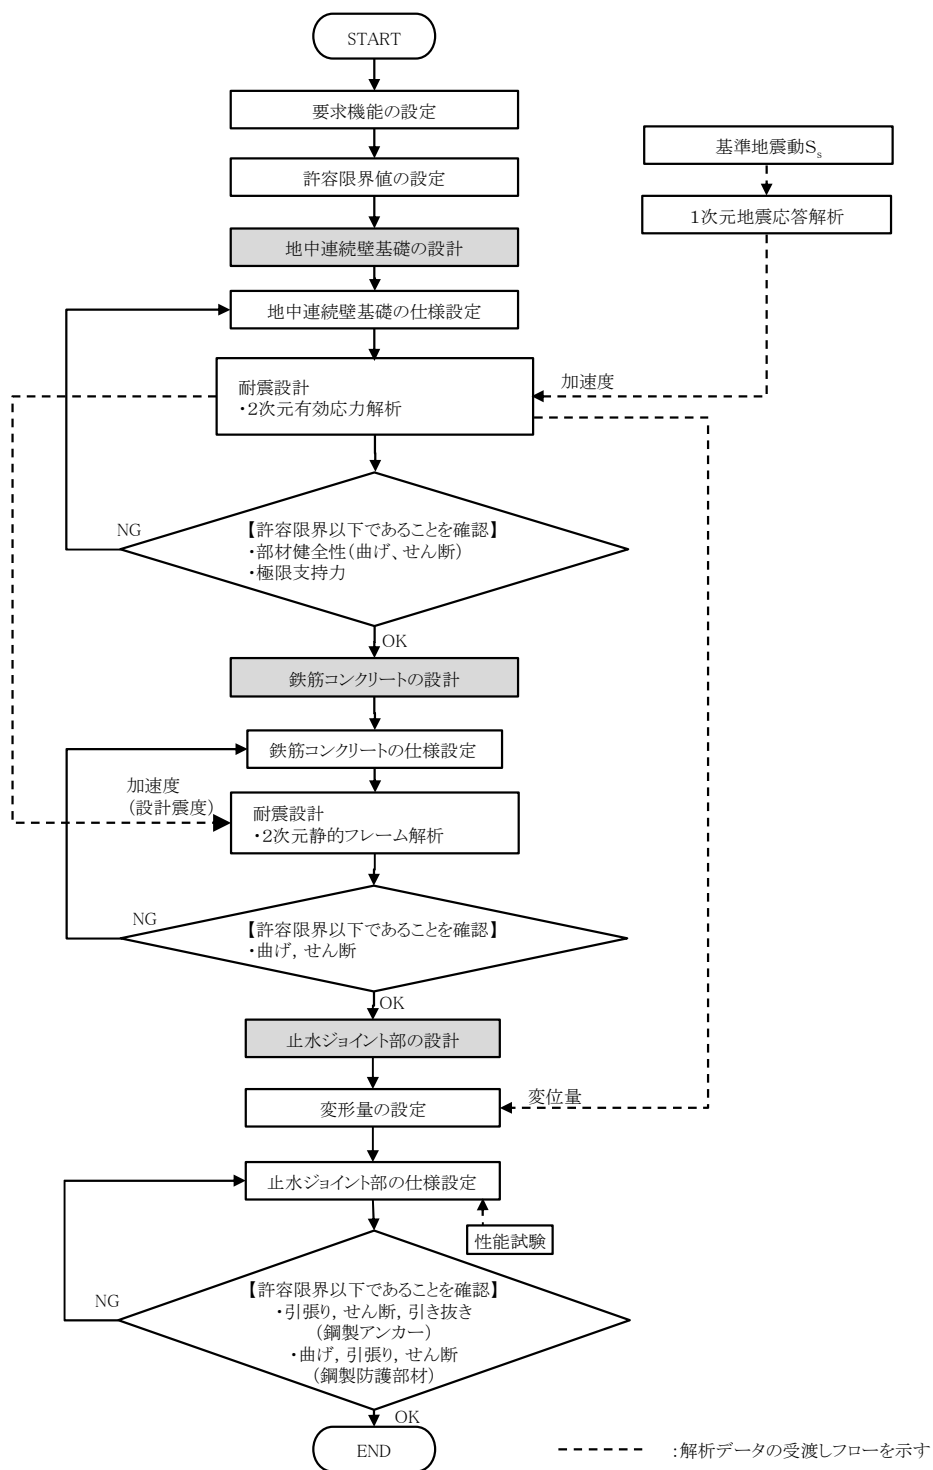 START
要求機能の設定
許容限界値の設定
基準地震動Ss
1次元地震応答解析
地中連続壁基礎の設計
地中連続壁基礎の仕様設定
耐震設計
・2次元有効応力解析
加速度
NG
【許容限界以下であることを確認】
・部材健全性(曲げ、せん断)
・極限支持力
OK
鉄筋コンクリートの設計
鉄筋コンクリートの仕様設定
加速度
(設計震度)
耐震設計
・2次元静的フレーム解析
NG
【許容限界以下であることを確認】
・曲げ, せん断
OK
止水ジョイント部の設計
変形量の設定
変位量
止水ジョイント部の仕様設定
性能試験
NG
【許容限界以下であることを確認】
・引張り, せん断, 引き抜き
(鋼製アンカー)
・曲げ, 引張り, せん断
(鋼製防護部材)
OK
END
:解析データの受渡しフローを示す